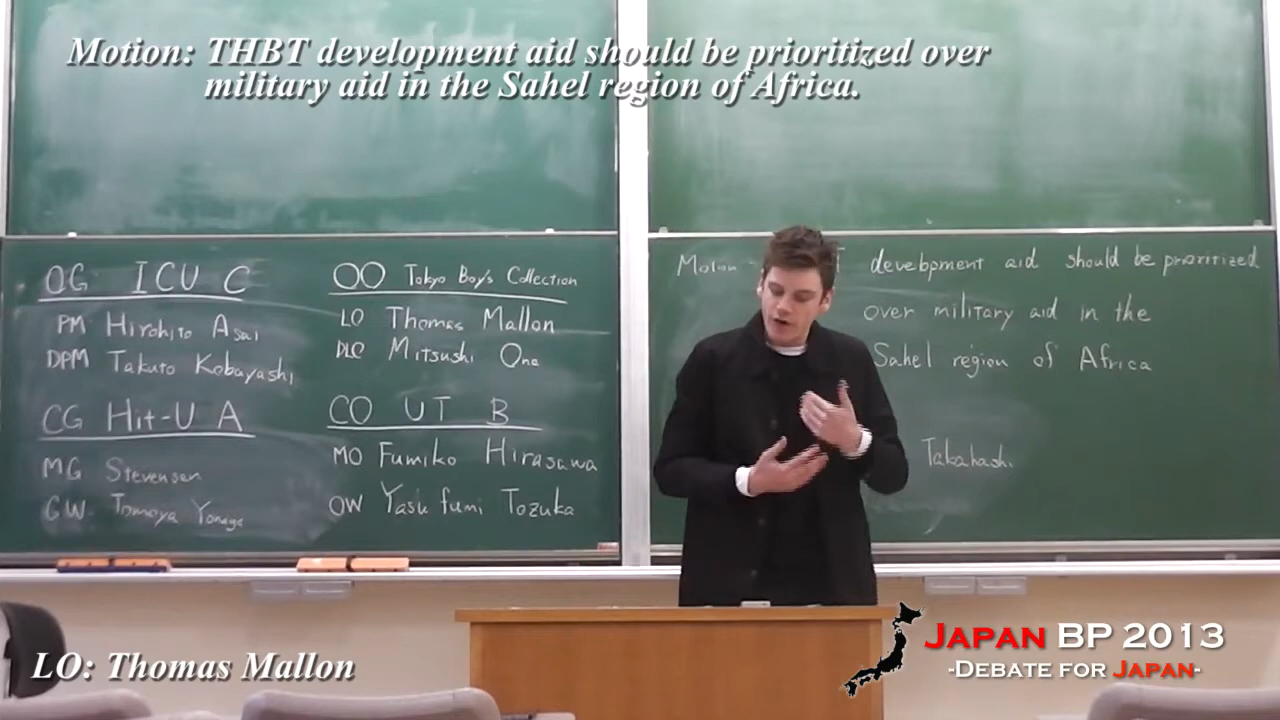 Motion: THBT development aid should be prioritized over
military aid in the Sahel region of Africa.
OG ICU C
PM Hirohito Asai
DPM Takuto Kobayashi
CG Hit-U A
MG Stevenson
GW Tomoya Yonaga
OO Tokyo Boy's Collection
LO Thomas Mallon
DLO Mitsushi Ono
CO UT B
MO Fumiko Hirasawa
OW Yasufumi Tozuka
Motion T development aid should be prioritized
over military aid in the
Sahel region of Africa
Takahashi
LO: Thomas Mallon
JAPAN BP 2013
-DEBATE FOR JAPAN-